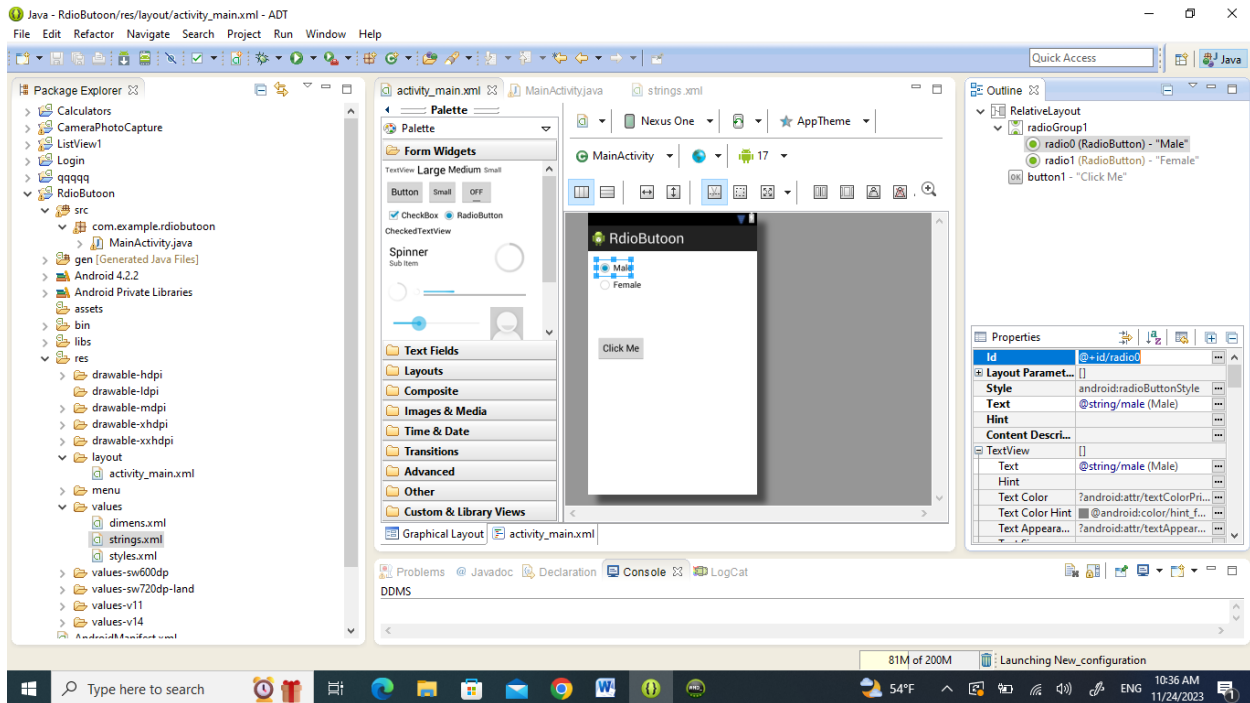 Java - RdioButoon/res/layout/activity_main.xml - ADT
File Edit Refactor Navigate Search Project Run Window Help
Quick Access
Java
Package Explorer
Calculators
CameraPhotoCapture
ListView1
Login
qqqqq
RdioButoon
src
com.example.rdiobutoon
MainActivity.java
gen [Generated Java Files]
Android 4.2.2
Android Private Libraries
assets
bin
libs
res
drawable-hdpi
drawable-ldpi
drawable-mdpi
drawable-xhdpi
drawable-xxhdpi
layout
activity_main.xml
menu
values
dimens.xml
strings.xml
styles.xml
values-sw600dp
values-sw720dp-land
values-v11
values-v14
AndroidManifest.xml
activity_main.xml MainActivity.java strings.xml
Palette
Palette
Form Widgets
TextView Large Medium Small
Button Small OFF
CheckBox RadioButton
CheckedTextView
Spinner
Sub Item
Text Fields
Layouts
Composite
Images & Media
Time & Date
Transitions
Advanced
Other
Custom & Library Views
Nexus One AppTheme
MainActivity 17
RdioButoon
Male
Female
Click Me
Graphical Layout activity_main.xml
Outline
RelativeLayout
radioGroup1
radio0 (RadioButton) - "Male"
radio1 (RadioButton) - "Female"
OK button1 - "Click Me"
Properties
Id @+id/radio0
Layout Paramet... []
Style android:radioButtonStyle
Text @string/male (Male)
Hint
Content Descri...
TextView []
Text @string/male (Male)
Hint
Text Color ?android:attr/textColorPri...
Text Color Hint @android:color/hint_f...
Text Appeara... ?android:attr/textAppear...
Problems Javadoc Declaration Console LogCat
DDMS
81M of 200M Launching New_configuration
Type here to search
54°F ENG
10:36 AM
11/24/2023